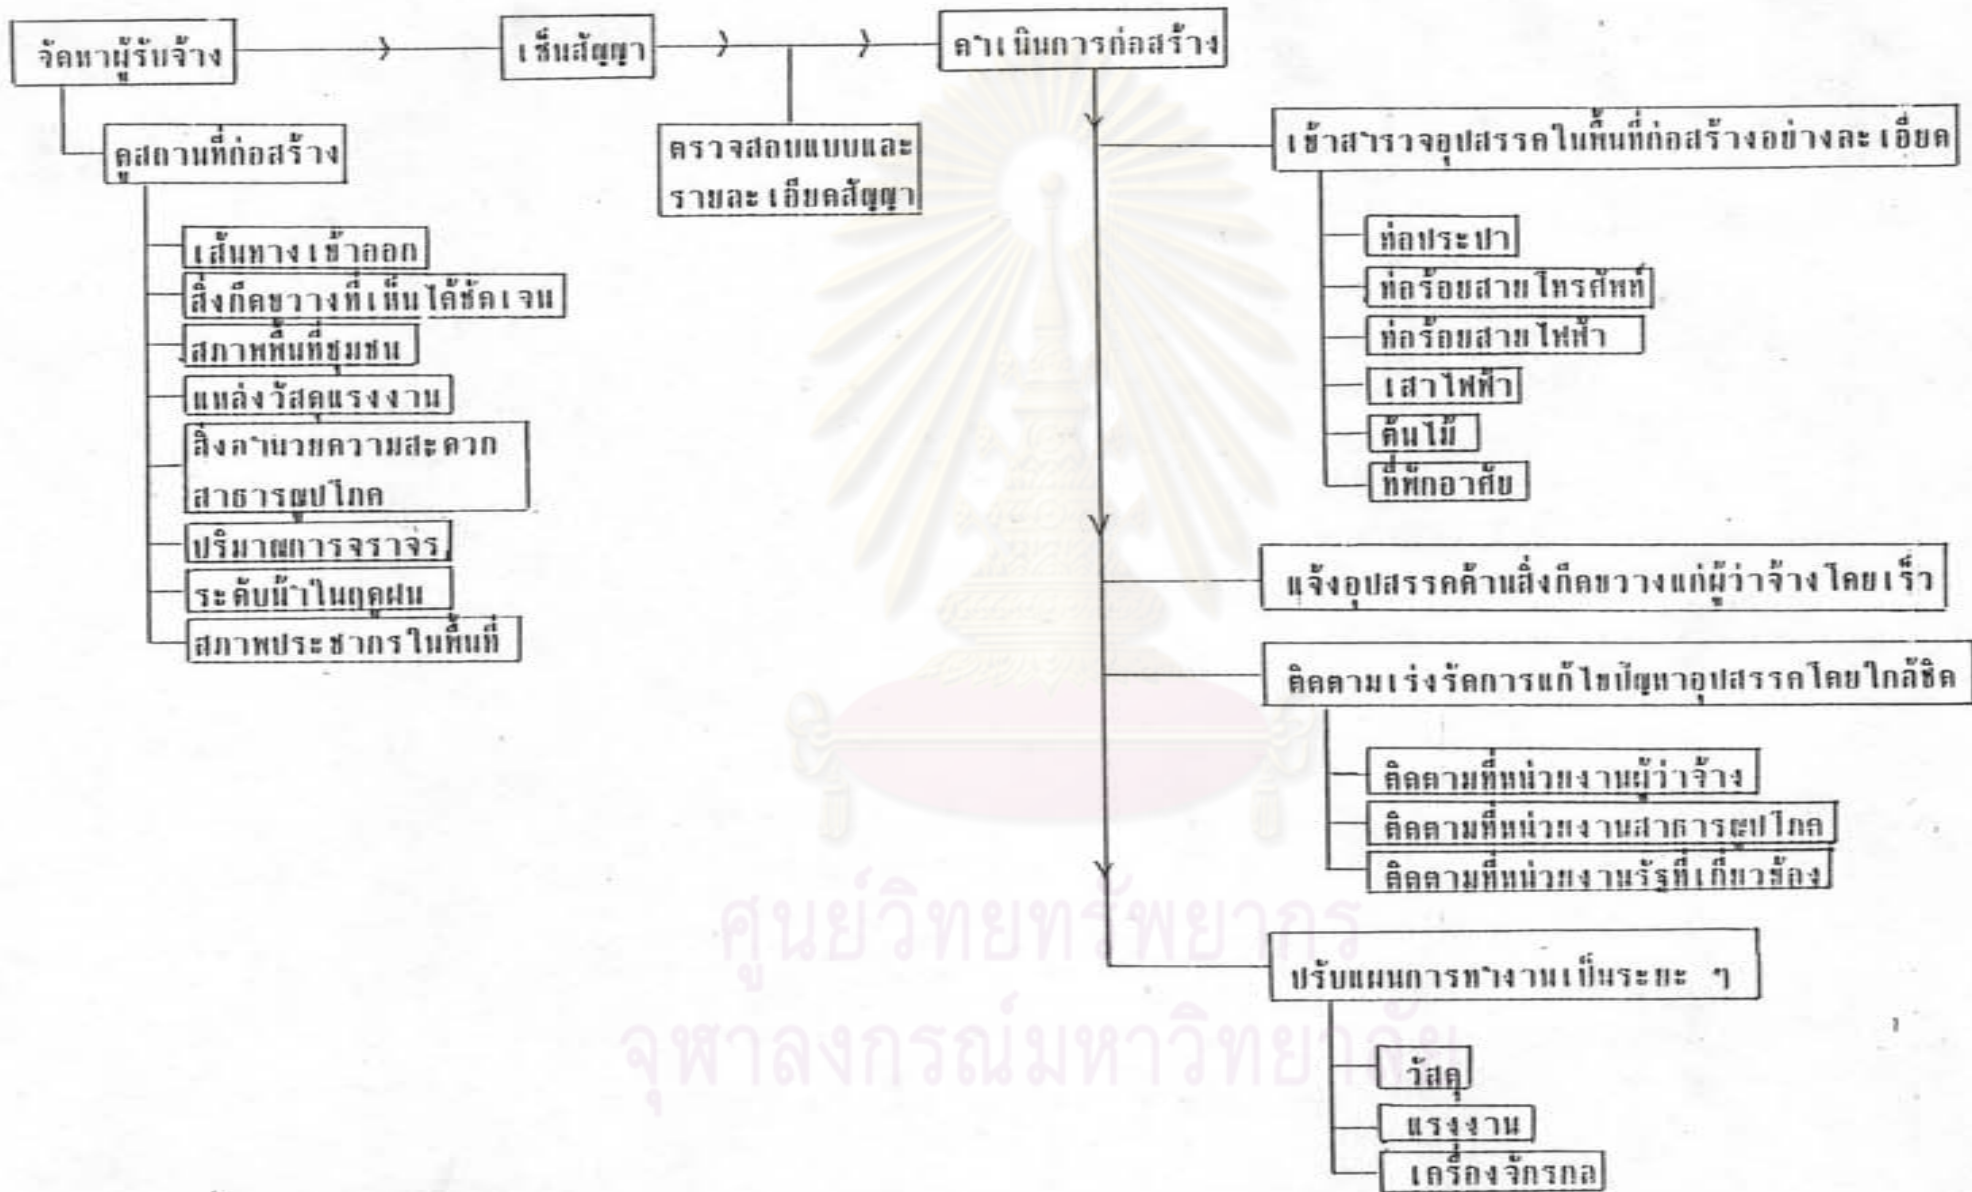 จัดหาผู้รับจ้าง
เซ็นสัญญา
ดำเนินการก่อสร้าง
ดูสถานที่ก่อสร้าง
เส้นทางเข้าออก
สิ่งกีดขวางที่เห็นได้ชัดเจน
สภาพพื้นที่ชุมชน
แหล่งวัสดุแรงงาน
สิ่งอำนวยความสะดวก
สาธารณูปโภค
ปริมาณการจราจร
ระดับน้ำในฤดูฝน
สภาพประชากรในพื้นที่
ตรวจสอบแบบและ
รายละเอียดสัญญา
เข้าสำรวจอุปสรรคในพื้นที่ก่อสร้างอย่างละเอียด
ท่อประปา
ท่อร้อยสายโทรศัพท์
ท่อร้อยสายไฟฟ้า
เสาไฟฟ้า
ต้นไม้
ที่พักอาศัย
แจ้งอุปสรรคด้านสิ่งกีดขวางแก่ผู้ว่าจ้างโดยเร็ว
ติดตามเร่งรัดการแก้ไขปัญหาอุปสรรคโดยใกล้ชิด
ติดตามที่หน่วยงานผู้ว่าจ้าง
ติดตามที่หน่วยงานสาธารณูปโภค
ติดตามที่หน่วยงานรัฐที่เกี่ยวข้อง
ปรับแผนการทำงานเป็นระยะ ๆ
วัสดุ
แรงงาน
เครื่องจักรกล
ศูนย์วิทยทรัพยากร
จุฬาลงกรณ์มหาวิทยาลัย